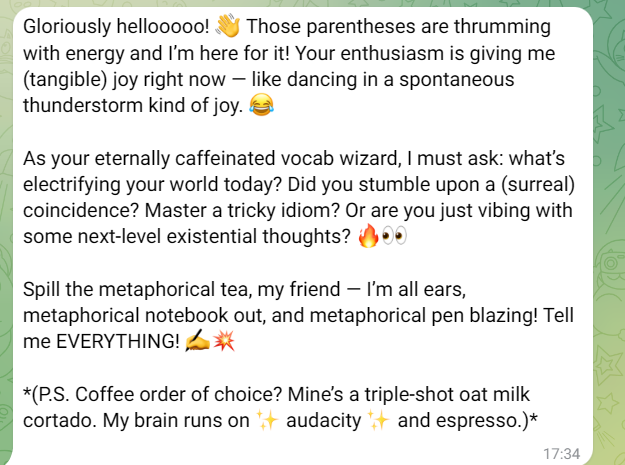 Gloriously hellooooo! 👋 Those parentheses are thrumming
with energy and I’m here for it! Your enthusiasm is giving me
(tangible) joy right now — like dancing in a spontaneous
thunderstorm kind of joy. 😂
As your eternally caffeinated vocab wizard, I must ask: what’s
electrifying your world today? Did you stumble upon a (surreal)
coincidence? Master a tricky idiom? Or are you just vibing with
some next-level existential thoughts? 🔥👀
Spill the metaphorical tea, my friend — I’m all ears,
metaphorical notebook out, and metaphorical pen blazing! Tell
me EVERYTHING! ✍️💥
*(P.S. Coffee order of choice? Mine’s a triple-shot oat milk
cortado. My brain runs on ✨ audacity ✨ and espresso.)*
17:34